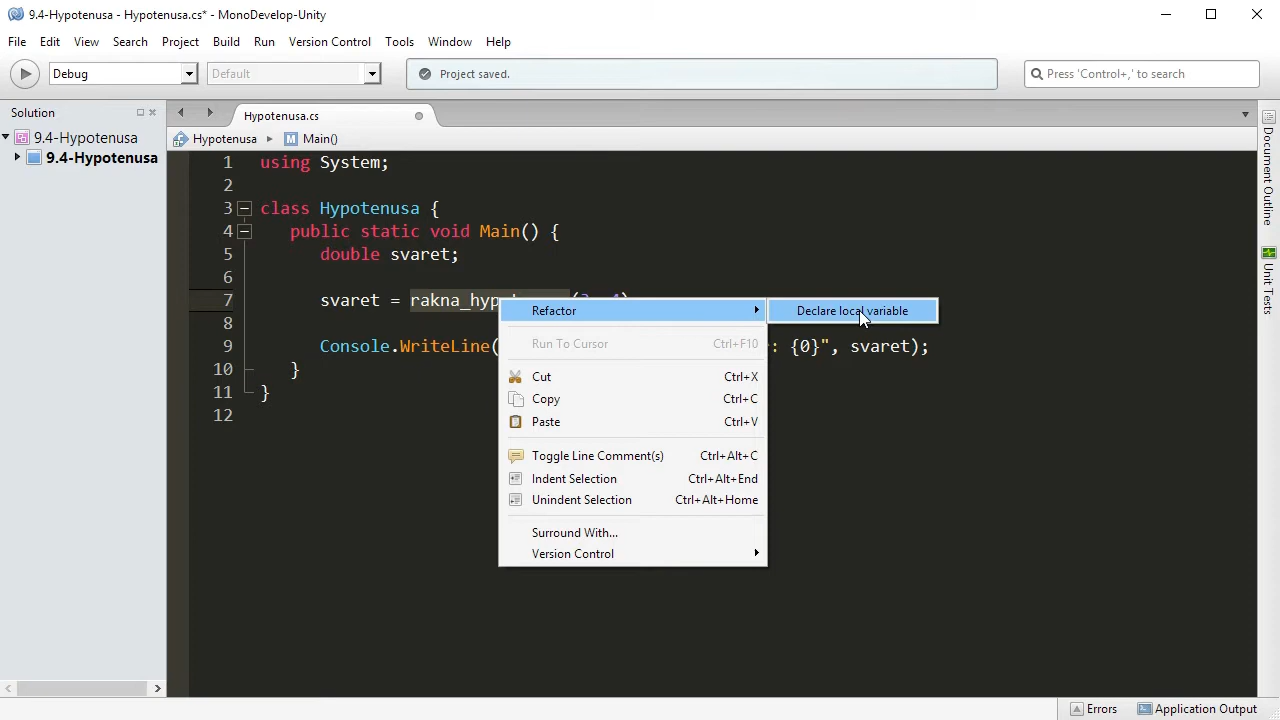 9.4-Hypotenusa - Hypotenusa.cs* - MonoDevelop-Unity
File Edit View Search Project Build Run Version Control Tools Window Help
Debug Default Project saved. Press 'Control+,' to search
Solution
Hypotenusa.cs
9.4-Hypotenusa
9.4-Hypotenusa
Hypotenusa Main()
1 using System;
2
3 class Hypotenusa {
4 public static void Main() {
5 double svaret;
6
7 svaret = rakna_hyp
8
9 Console.WriteLine( : {0}", svaret);
10 }
11 }
12
Refactor
Declare local variable
Run To Cursor Ctrl+F10
Cut Ctrl+X
Copy Ctrl+C
Paste Ctrl+V
Toggle Line Comment(s) Ctrl+Alt+C
Indent Selection Ctrl+Alt+End
Unindent Selection Ctrl+Alt+Home
Surround With...
Version Control
Document Outline
Unit Tests
Errors Application Output